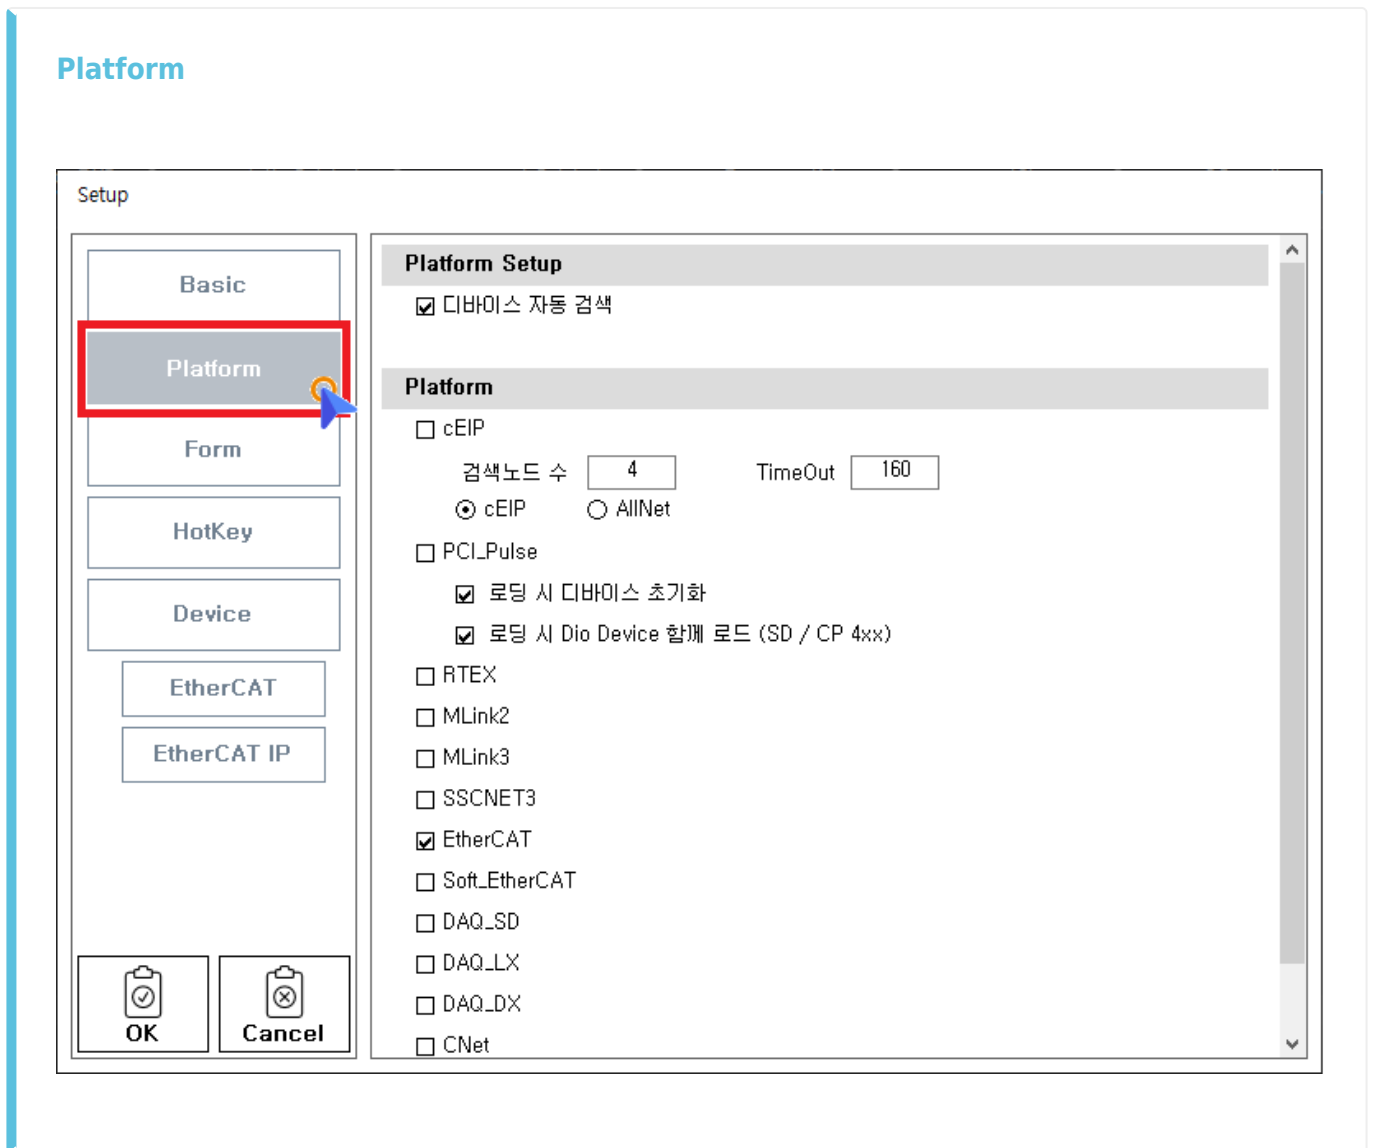 Platform
Setup
Basic
Platform
Form
HotKey
Device
EtherCAT
EtherCAT IP
OK
Cancel
Platform Setup
디바이스 자동 검색
Platform
cEIP
검색노드 수 4 TimeOut 160
cEIP AllNet
PCI_Pulse
로딩 시 디바이스 초기화
로딩 시 Dio Device 함께 로드 (SD / CP 4xx)
RTEX
MLink2
MLink3
SSCNET3
EtherCAT
Soft_EtherCAT
DAQ_SD
DAQ_LX
DAQ_DX
CNet